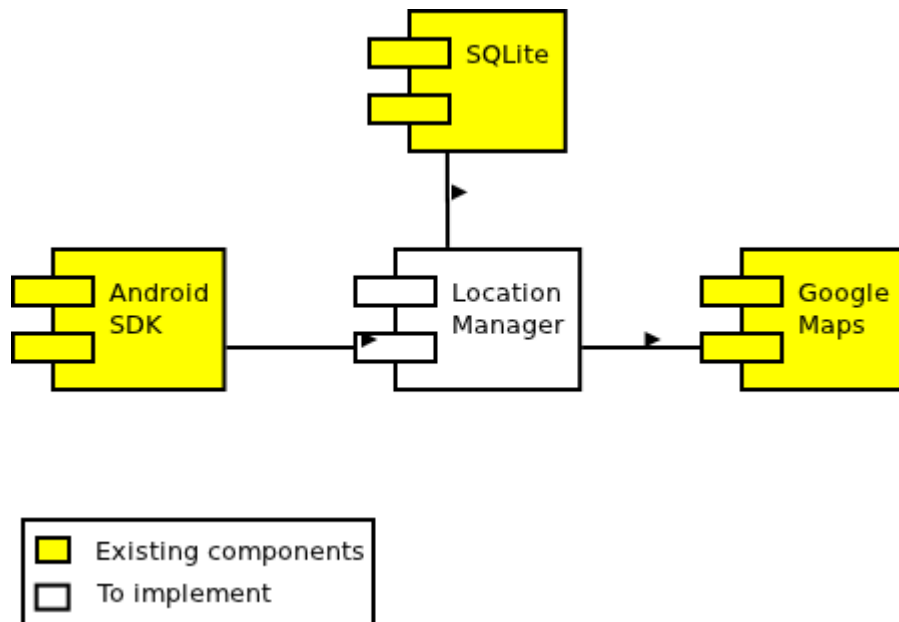 SQLite
Android
SDK
Location
Manager
Google
Maps
Existing components
To implement